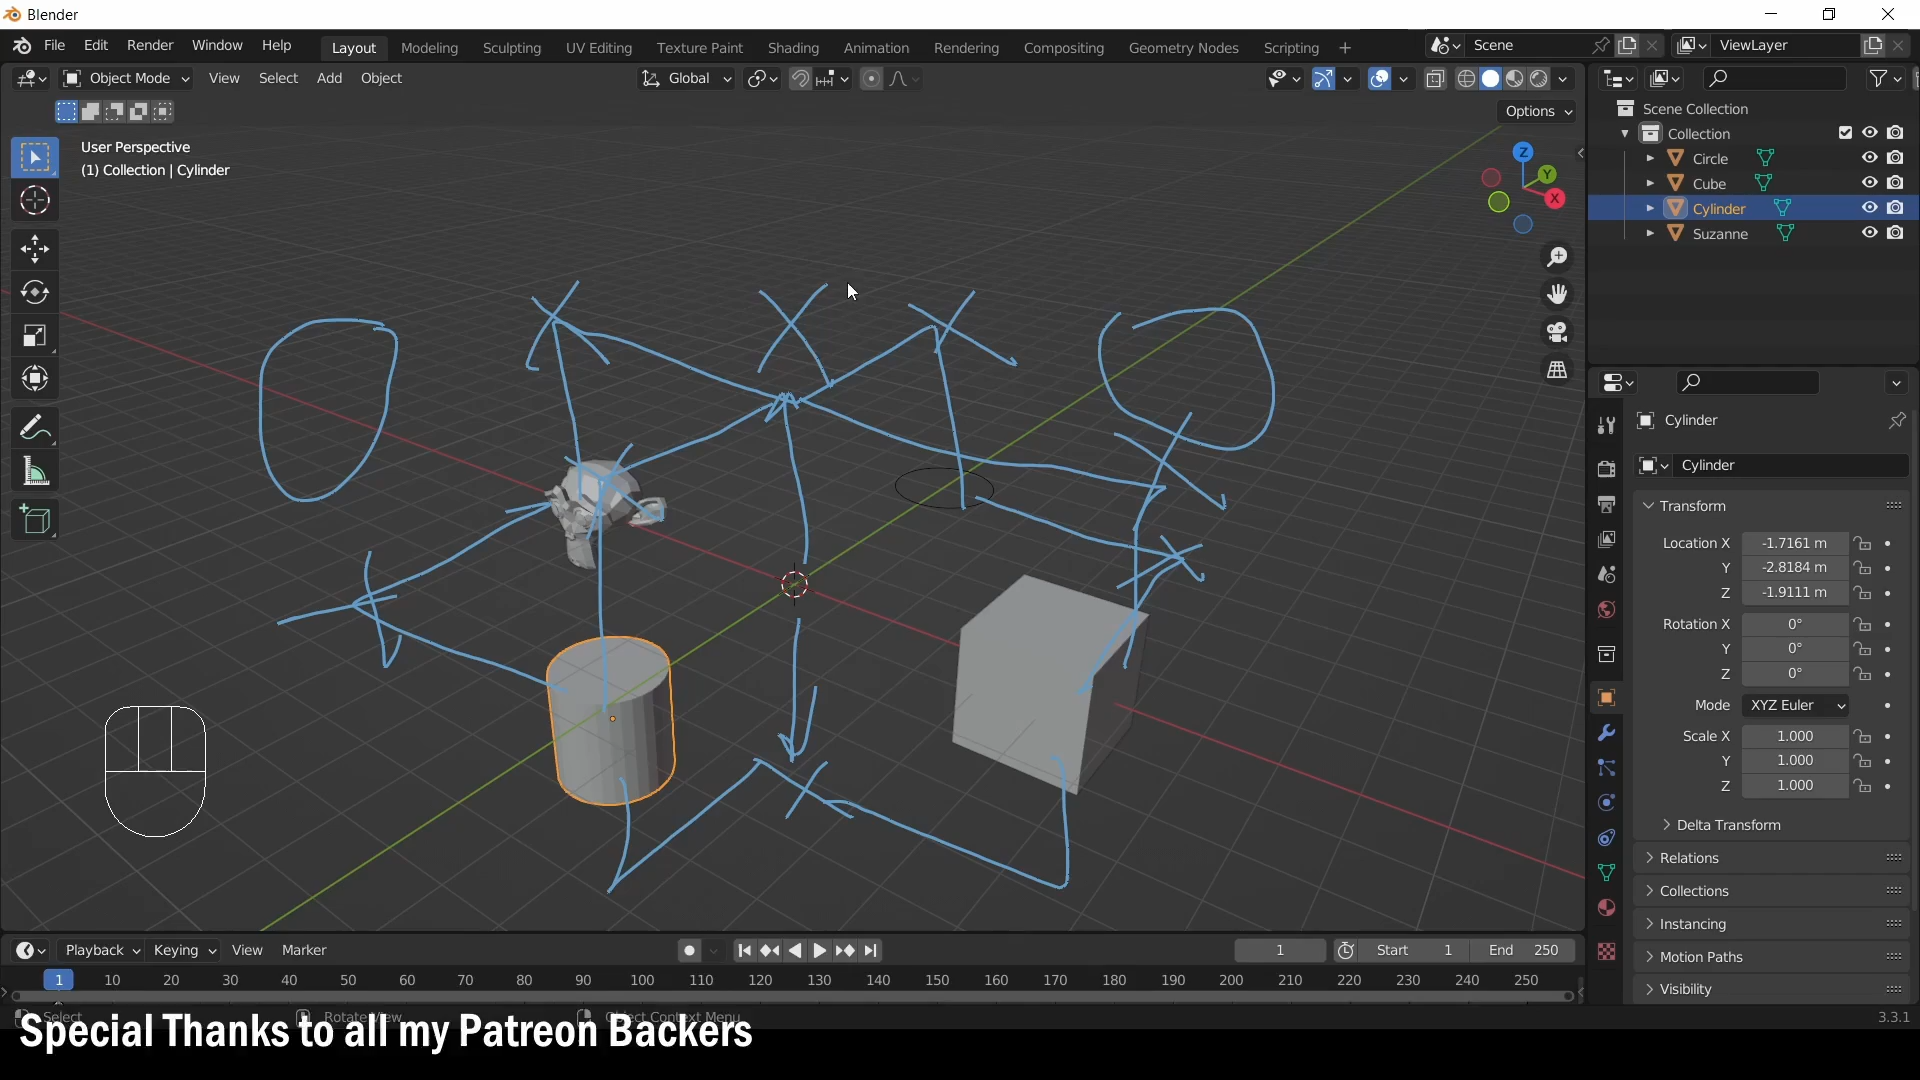 Blender
File Edit Render Window Help Layout Modeling Sculpting UV Editing Texture Paint Shading Animation Rendering Compositing Geometry Nodes Scripting + Scene ViewLayer
Object Mode View Select Add Object Global
Options
User Perspective
(1) Collection | Cylinder
Z
Y
X
Scene Collection
Collection
Circle
Cube
Cylinder
Suzanne
Cylinder
Cylinder
Transform
Location X -1.7161 m
Y -2.8184 m
Z -1.9111 m
Rotation X 0°
Y 0°
Z 0°
Mode XYZ Euler
Scale X 1.000
Y 1.000
Z 1.000
Delta Transform
Relations
Collections
Instancing
Motion Paths
Visibility
Playback Keying View Marker 1 Start 1 End 250
1 10 20 30 40 50 60 70 80 90 100 110 120 130 140 150 160 170 180 190 200 210 220 230 240 250
Select Rotate View Object Context Menu 3.3.1
Special Thanks to all my Patreon Backers